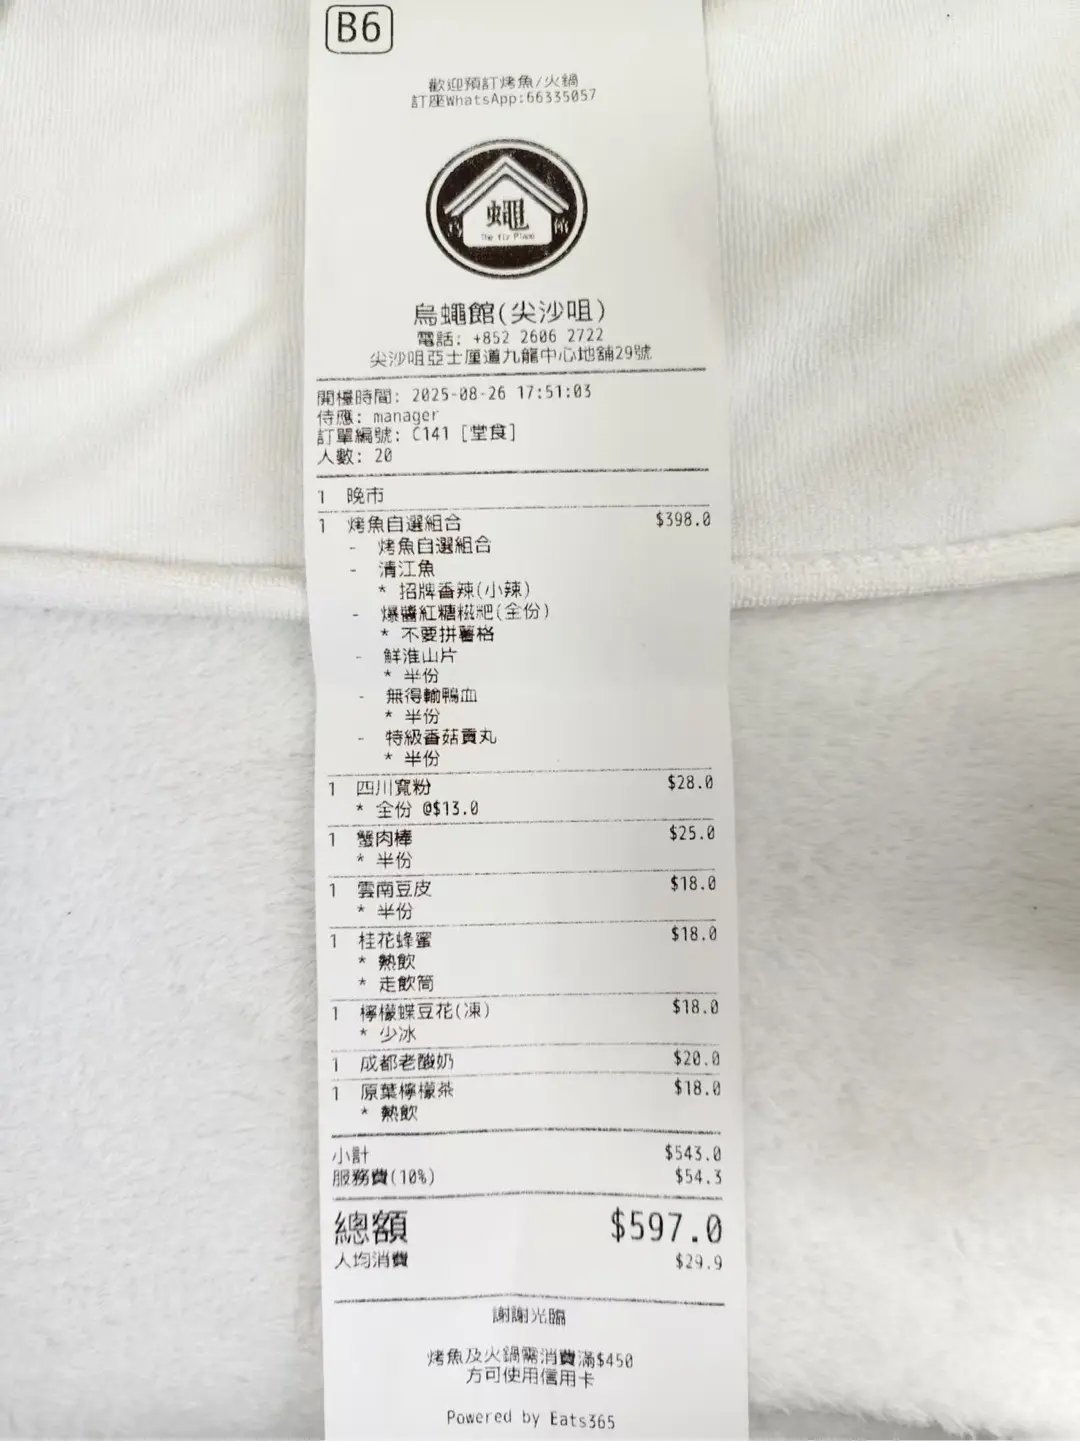 B6
歡迎預訂烤魚/火鍋
訂座WhatsApp:66335057
烏 蠅 館
The Fly Place
烏蠅館(尖沙咀)
電話: +852 2606 2722
尖沙咀亞士厘道九龍中心地舖29號
開檯時間: 2025-08-26 17:51:03
侍應: manager
訂單編號: C141 [堂食]
人數: 20
1 晚市
1 烤魚自選組合 $398.0
- 烤魚自選組合
- 清江魚
* 招牌香辣(小辣)
- 爆醬紅糖糍粑(全份)
* 不要拼薯格
- 鮮淮山片
* 半份
- 無得輸鴨血
* 半份
- 特級香菇貢丸
* 半份
1 四川寬粉 $28.0
* 全份 @$13.0
1 蟹肉棒 $25.0
* 半份
1 雲南豆皮 $18.0
* 半份
1 桂花蜂蜜 $18.0
* 熱飲
* 走飲筒
1 檸檬蝶豆花(凍) $18.0
* 少冰
1 成都老酸奶 $20.0
1 原葉檸檬茶 $18.0
* 熱飲
小計 $543.0
服務費(10%) $54.3
總額 $597.0
人均消費 $29.9
謝謝光臨
烤魚及火鍋需消費滿$450
方可使用信用卡
Powered by Eats365